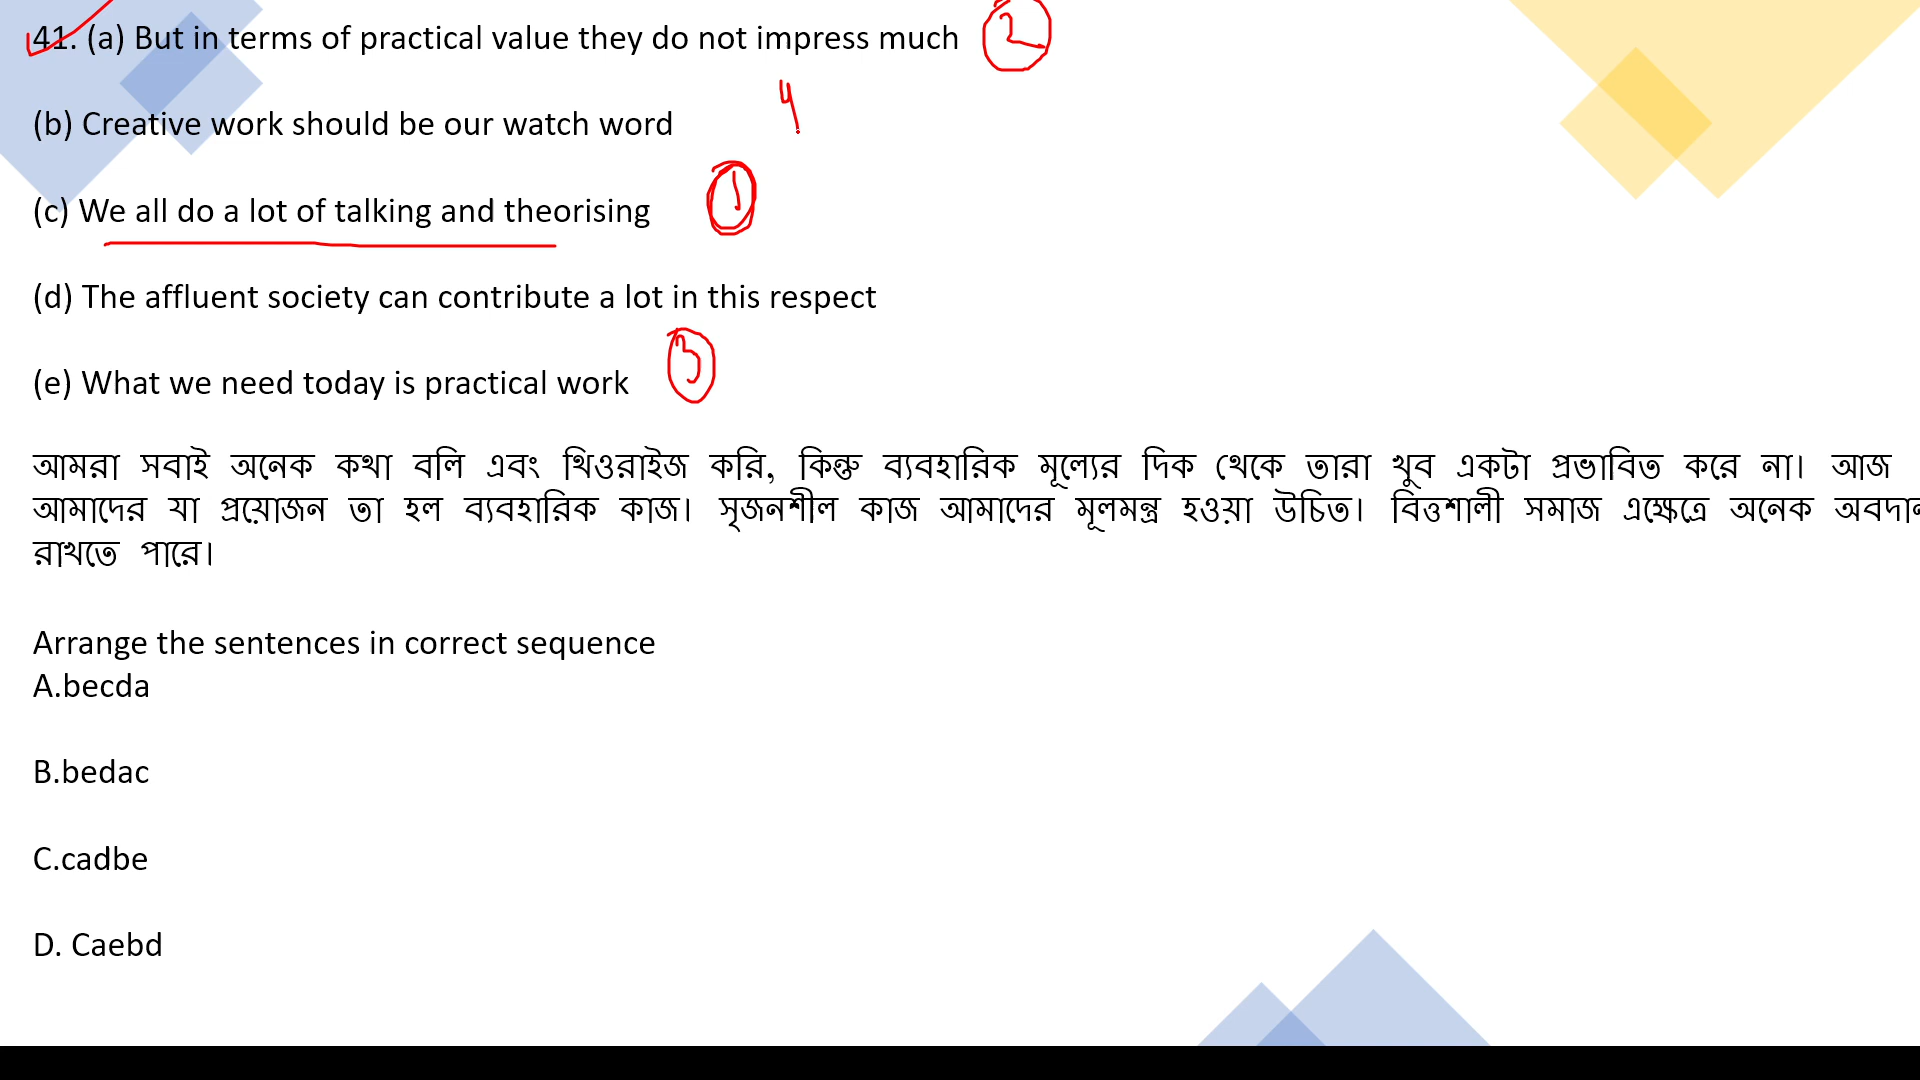 41. (a) But in terms of practical value they do not impress much 2
(b) Creative work should be our watch word 4
(c) We all do a lot of talking and theorising 1
(d) The affluent society can contribute a lot in this respect
(e) What we need today is practical work 3
আমরা সবাই অনেক কথা বলি এবং থিওরাইজ করি, কিন্তু ব্যবহারিক মূল্যের দিক থেকে তারা খুব একটা প্রভাবিত করে না। আজ
আমাদের যা প্রয়োজন তা হল ব্যবহারিক কাজ। সৃজনশীল কাজ আমাদের মূলমন্ত্র হওয়া উচিত। বিত্তশালী সমাজ এক্ষেত্রে অনেক অবদান
রাখতে পারে।
Arrange the sentences in correct sequence
A.becda
B.bedac
C.cadbe
D. Caebd